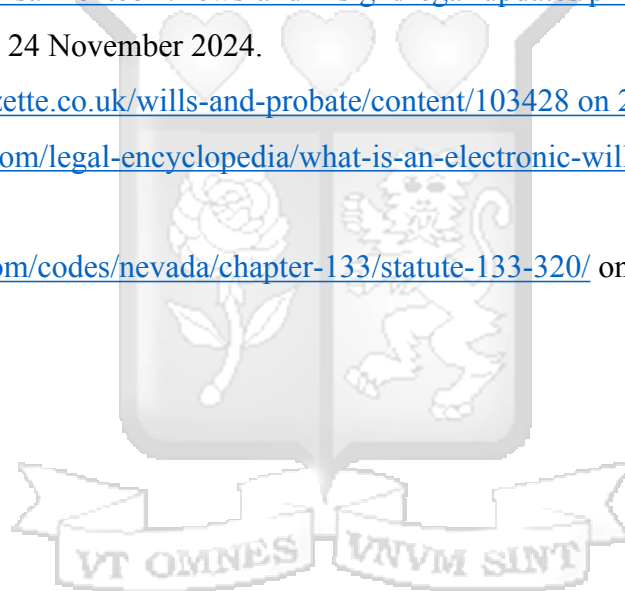 24 November 2024.
zette.co.uk/wills-and-probate/content/103428 on 2
om/legal-encyclopedia/what-is-an-electronic-will
om/codes/nevada/chapter-133/statute-133-320/ on
VT OMNES VNVM SINT